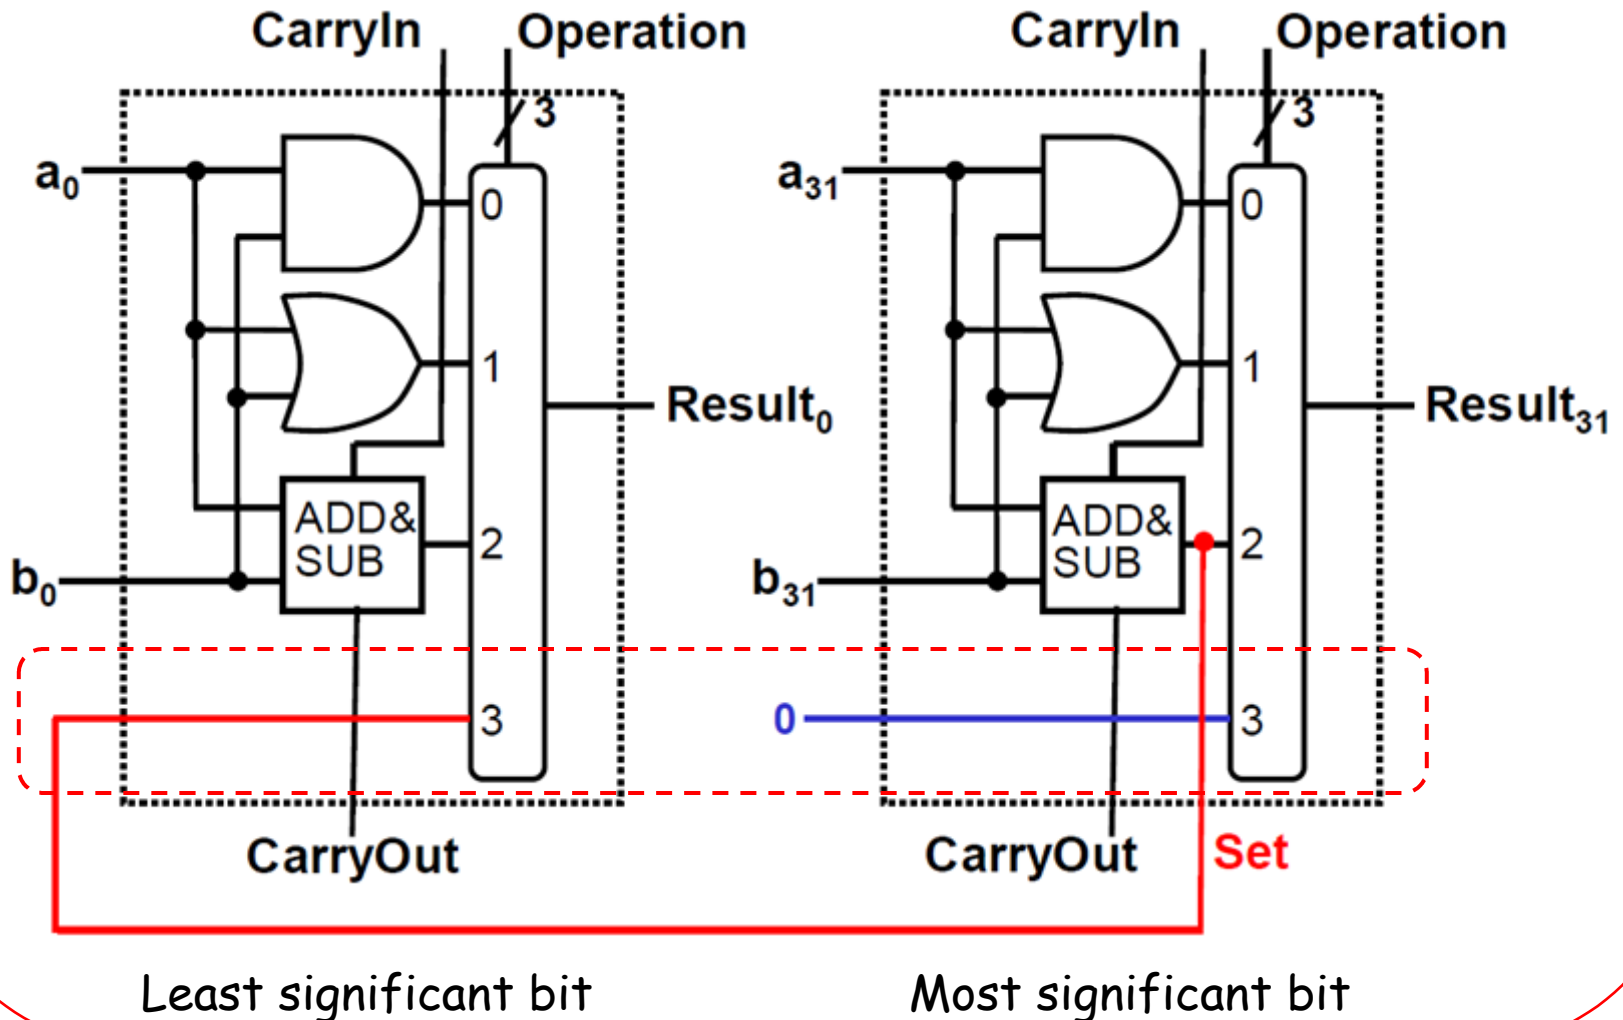 CarryIn Operation CarryIn Operation
3 3
a0 0 a31 0
1 1
Result0 Result31
ADD& 2 ADD& 2
SUB SUB
b0 b31
3 0 3
CarryOut CarryOut Set
Least significant bit Most significant bit